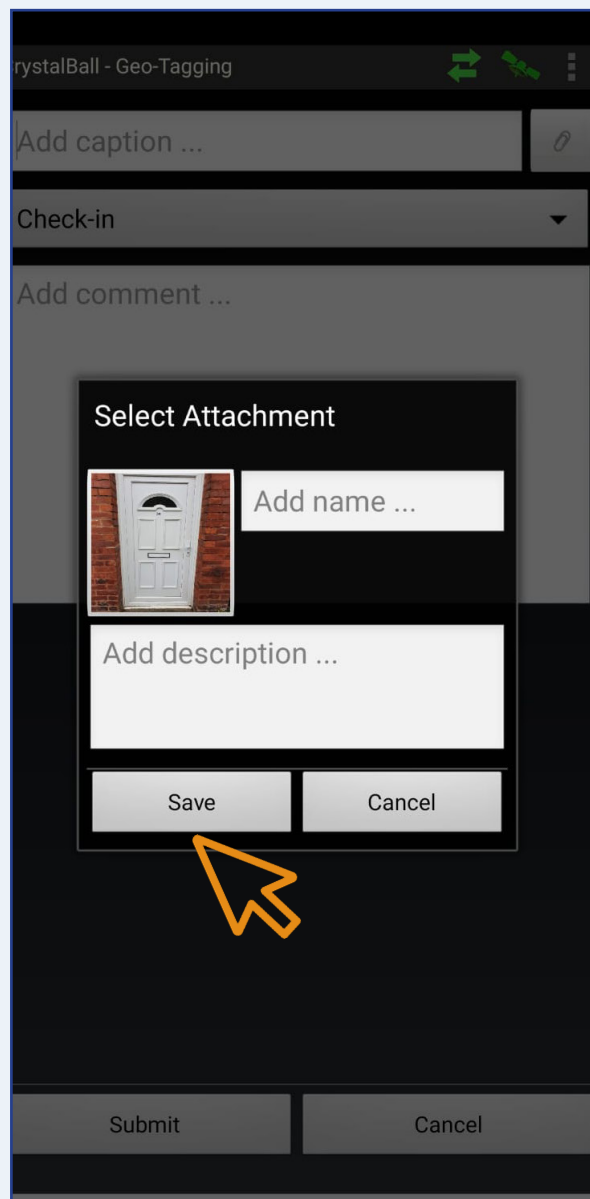 rystalBall - Geo-Tagging
Add caption ...
Check-in
Add comment ...
Select Attachment
Add name ...
Add description ...
Save Cancel
Submit Cancel